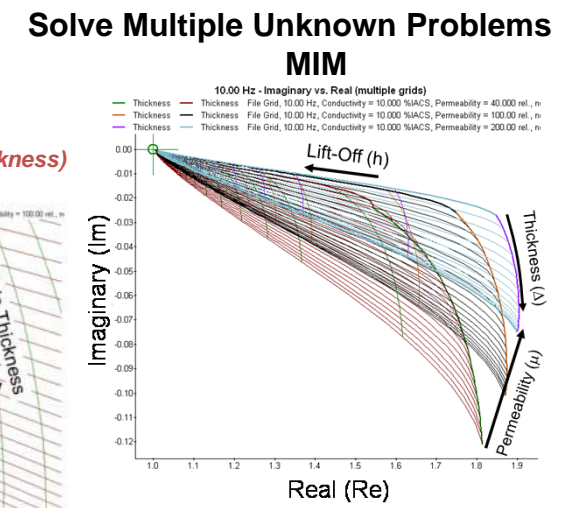 Solve Multiple Unknown Problems
MIM
10.00 Hz - Imaginary vs. Real (multiple grids)
Thickness Thickness File Grid, 10.00 Hz, Conductivity = 10.000 %IACS, Permeability = 40.000 rel., n
Thickness Thickness File Grid, 10.00 Hz, Conductivity = 10.000 %IACS, Permeability = 100.00 rel., n
Thickness Thickness File Grid, 10.00 Hz, Conductivity = 10.000 %IACS, Permeability = 200.00 rel., n
kness)
= 100.00 rel., n
Thickness
Lift-Off (h)
Thickness (Δ)
Permeability (μ)
Imaginary (Im)
0.00
-0.01
-0.02
-0.03
-0.04
-0.05
-0.06
-0.07
-0.08
-0.09
-0.10
-0.11
-0.12
1.0 1.1 1.2 1.3 1.4 1.5 1.6 1.7 1.8 1.9
Real (Re)